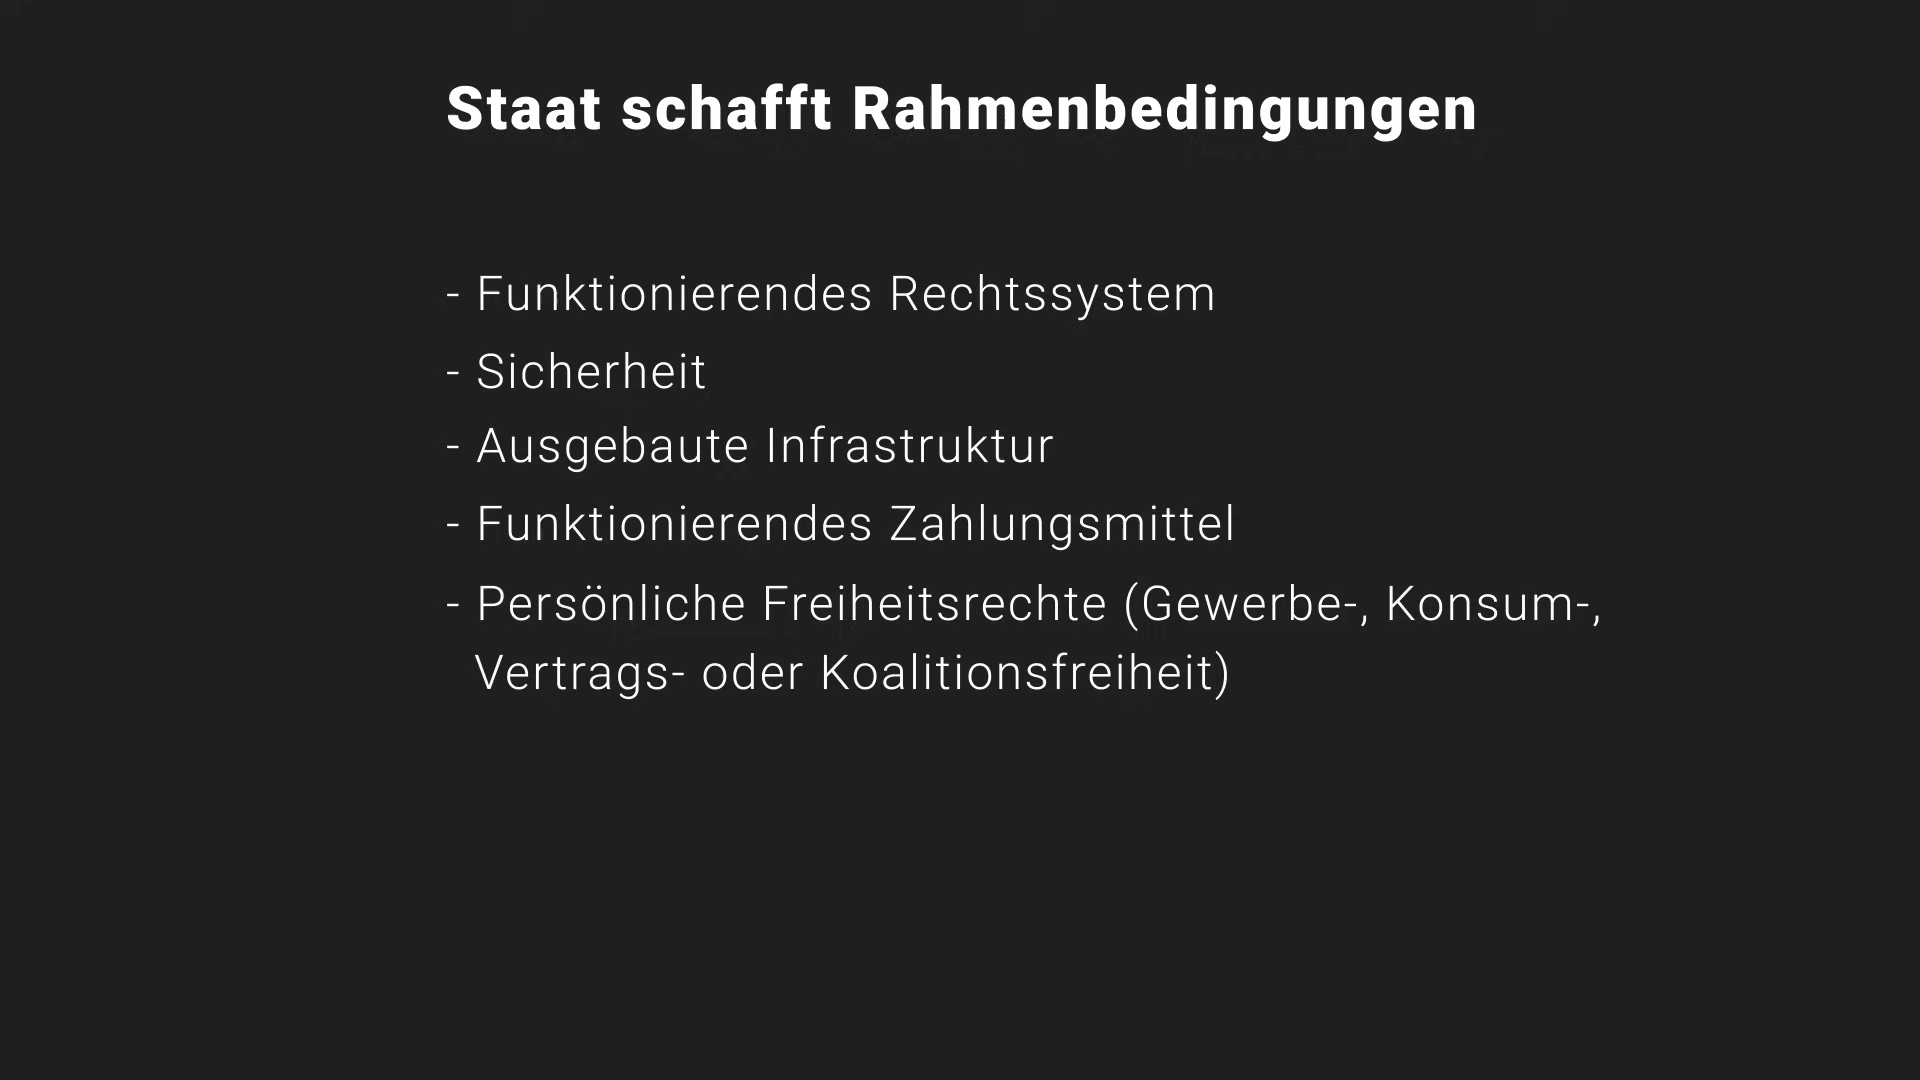 Staat schafft Rahmenbedingungen
- Funktionierendes Rechtssystem
- Sicherheit
- Ausgebaute Infrastruktur
- Funktionierendes Zahlungsmittel
- Persönliche Freiheitsrechte (Gewerbe-, Konsum-,
Vertrags- oder Koalitionsfreiheit)